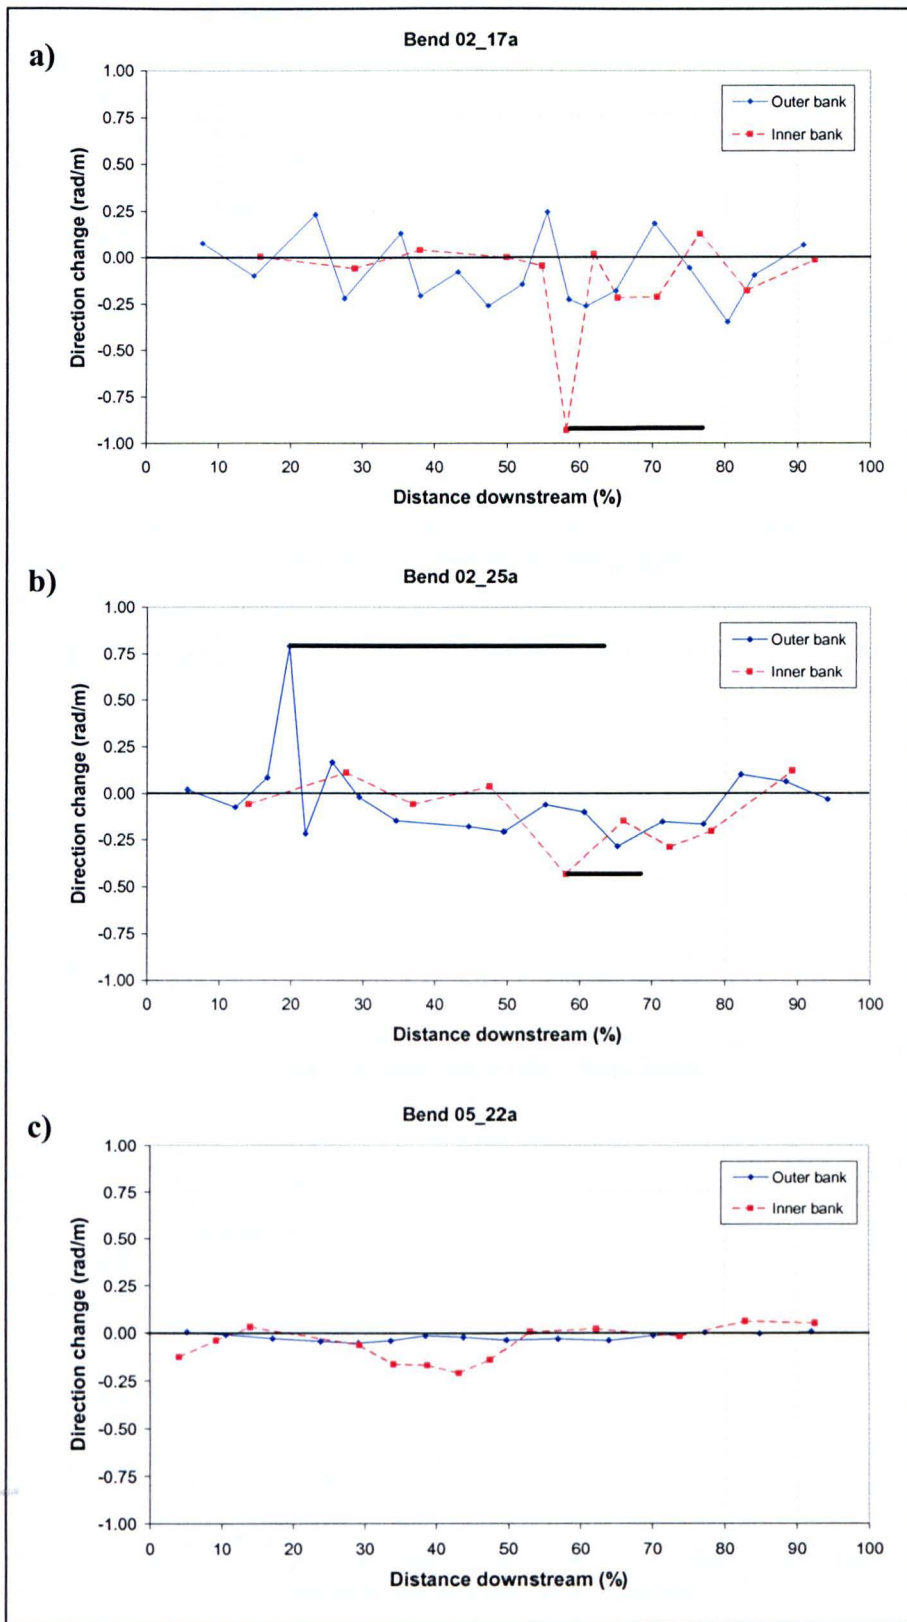 a)
Bend 02_17a
1.00
0.75
0.50
0.25
0.00
-0.25
-0.50
-0.75
-1.00
Direction change (rad/m)
Outer bank
Inner bank
0 10 20 30 40 50 60 70 80 90 100
Distance downstream (%)
b)
Bend 02_25a
1.00
0.75
0.50
0.25
0.00
-0.25
-0.50
-0.75
-1.00
Direction change (rad/m)
Outer bank
Inner bank
0 10 20 30 40 50 60 70 80 90 100
Distance downstream (%)
c)
Bend 05_22a
1.00
0.75
0.50
0.25
0.00
-0.25
-0.50
-0.75
-1.00
Direction change (rad/m)
Outer bank
Inner bank
0 10 20 30 40 50 60 70 80 90 100
Distance downstream (%)